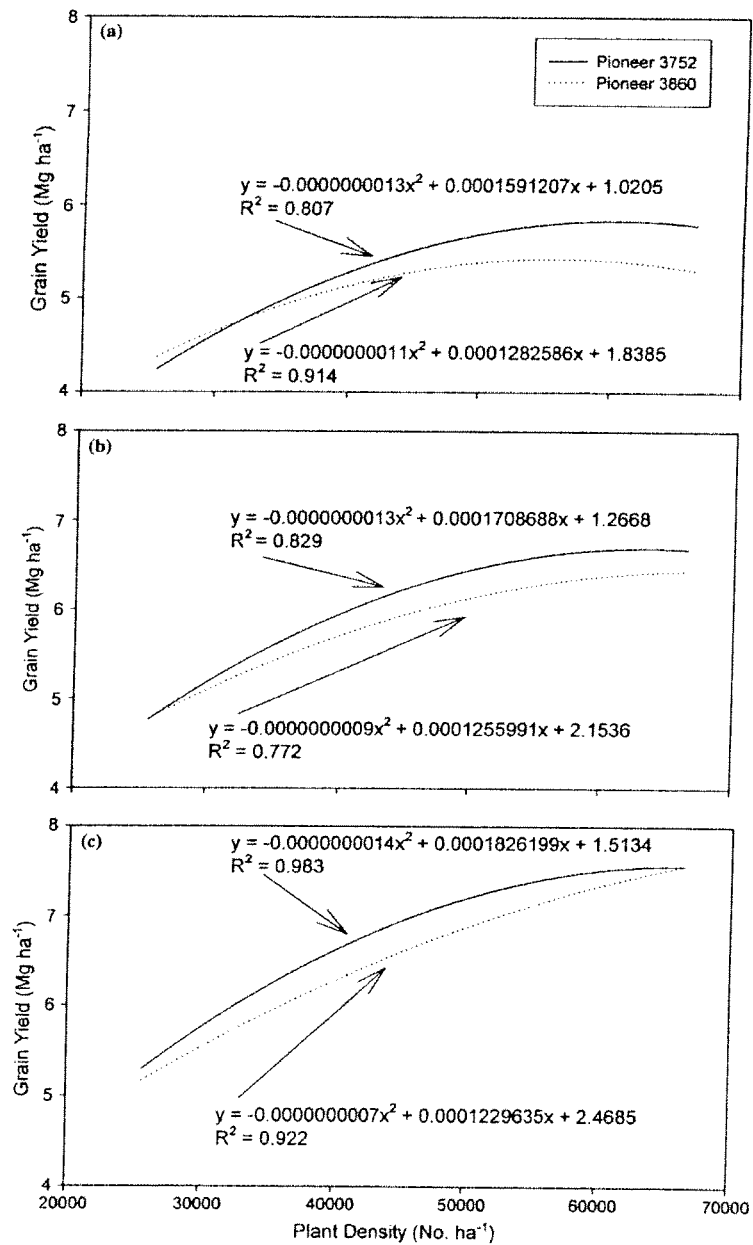 (a)
Pioneer 3752
Pioneer 3860
8
7
6
5
4
Grain Yield (Mg ha⁻¹)
y = -0.0000000013x² + 0.0001591207x + 1.0205
R² = 0.807
y = -0.0000000011x² + 0.0001282586x + 1.8385
R² = 0.914
(b)
8
7
6
5
4
Grain Yield (Mg ha⁻¹)
y = -0.0000000013x² + 0.0001708688x + 1.2668
R² = 0.829
y = -0.0000000009x² + 0.0001255991x + 2.1536
R² = 0.772
(c)
8
7
6
5
4
Grain Yield (Mg ha⁻¹)
y = -0.0000000014x² + 0.0001826199x + 1.5134
R² = 0.983
y = -0.0000000007x² + 0.0001229635x + 2.4685
R² = 0.922
20000 30000 40000 50000 60000 70000
Plant Density (No. ha⁻¹)